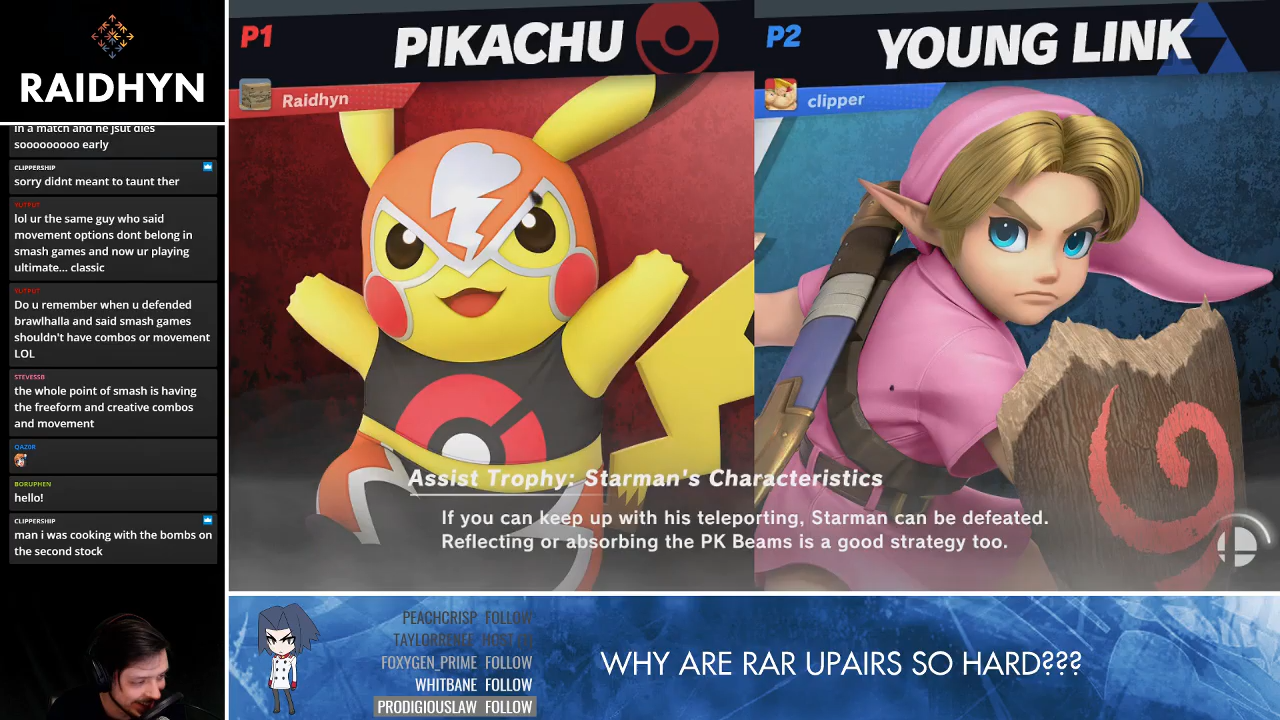 RAIDHYN
in a match and he jsut dies
sooooooooo early
CLIPPERSHIP
sorry didnt meant to taunt ther
YUTPUT
lol ur the same guy who said
movement options dont belong in
smash games and now ur playing
ultimate... classic
YUTPUT
Do u remember when u defended
brawlhalla and said smash games
shouldn't have combos or movement
LOL
STEVESSB
the whole point of smash is having
the freeform and creative combos
and movement
QAZ0R
BORUPHEN
hello!
CLIPPERSHIP
man i was cooking with the bombs on
the second stock
P1
PIKACHU
Raidhyn
P2
YOUNG LINK
clipper
Assist Trophy: Starman's Characteristics
If you can keep up with his teleporting, Starman can be defeated.
Reflecting or absorbing the PK Beams is a good strategy too.
PEACHCRISP FOLLOW
FOXYGEN_PRIME FOLLOW
WHITBANE FOLLOW
PRODIGIOUSLAW FOLLOW
WHY ARE RAR UPAIRS SO HARD???